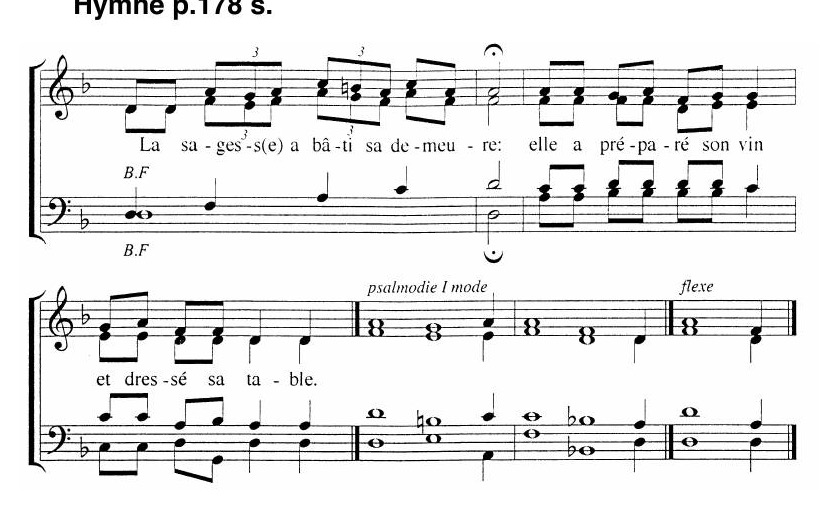 Hymne p.178 s.
3 3
3 3
La sa - ges - s(e) a bâ - ti sa de - meu - re: elle a pré - pa - ré son vin
B.F
B.F
psalmodie I mode flexe
et dres - sé sa ta - ble.